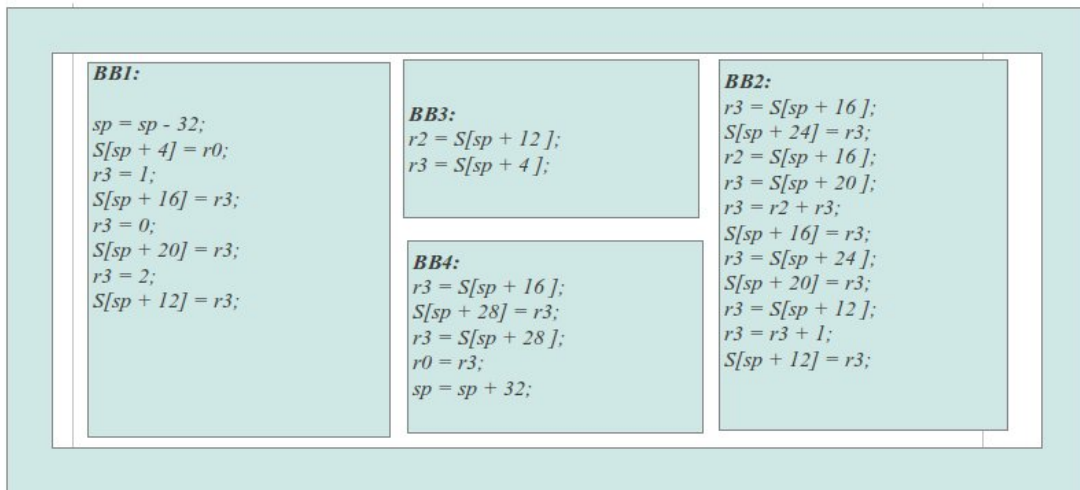 BB1:
sp = sp - 32;
S[sp + 4] = r0;
r3 = 1;
S[sp + 16] = r3;
r3 = 0;
S[sp + 20] = r3;
r3 = 2;
S[sp + 12] = r3;
BB3:
r2 = S[sp + 12 ];
r3 = S[sp + 4 ];
BB4:
r3 = S[sp + 16 ];
S[sp + 28] = r3;
r3 = S[sp + 28 ];
r0 = r3;
sp = sp + 32;
BB2:
r3 = S[sp + 16 ];
S[sp + 24] = r3;
r2 = S[sp + 16 ];
r3 = S[sp + 20 ];
r3 = r2 + r3;
S[sp + 16] = r3;
r3 = S[sp + 24 ];
S[sp + 20] = r3;
r3 = S[sp + 12 ];
r3 = r3 + 1;
S[sp + 12] = r3;